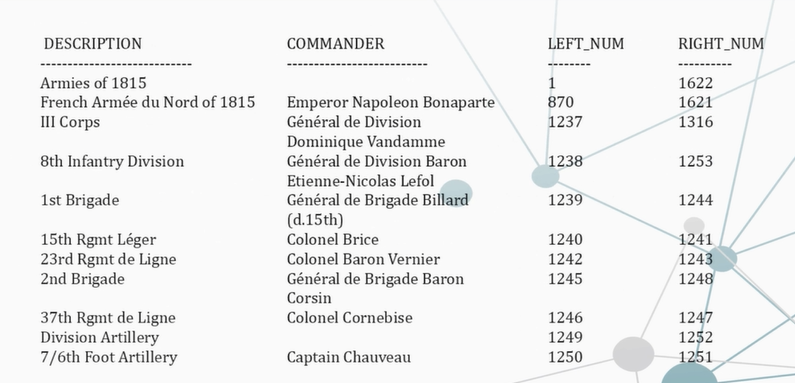 DESCRIPTION COMMANDER LEFT_NUM RIGHT_NUM
---------------------------- -------------------------- -------- ----------
Armies of 1815 1 1622
French Armée du Nord of 1815 Emperor Napoleon Bonaparte 870 1621
III Corps Général de Division 1237 1316
Dominique Vandamme
8th Infantry Division Général de Division Baron 1238 1253
Etienne-Nicolas Lefol
1st Brigade Général de Brigade Billard 1239 1244
(d.15th)
15th Rgmt Léger Colonel Brice 1240 1241
23rd Rgmt de Ligne Colonel Baron Vernier 1242 1243
2nd Brigade Général de Brigade Baron 1245 1248
Corsin
37th Rgmt de Ligne Colonel Cornebise 1246 1247
Division Artillery 1249 1252
7/6th Foot Artillery Captain Chauveau 1250 1251